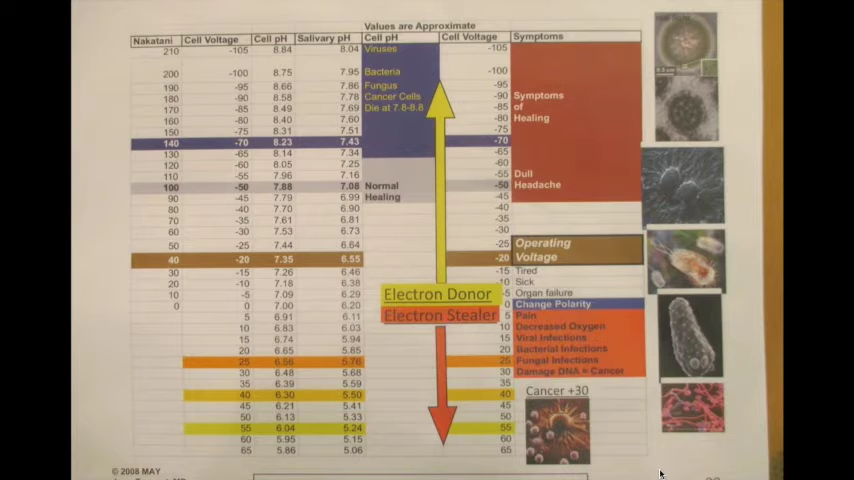 Values are Approximate
Nakatani Cell Voltage Cell pH Salivary pH Cell pH Cell Voltage Symptoms
210 -105 8.84 8.04 Viruses -105
200 -100 8.75 7.95 Bacteria -100
190 -95 8.66 7.86 Fungus -95
180 -90 8.58 7.78 Cancer Cells -90 Symptoms
170 -85 8.49 7.69 Die at 7.8-8.8 -85 of
160 -80 8.40 7.60 -80 Healing
150 -75 8.31 7.51 -75
140 -70 8.23 7.43 -70
130 -65 8.14 7.34 -65
120 -60 8.05 7.25 -60
110 -55 7.96 7.16 -55 Dull
100 -50 7.88 7.08 Normal -50 Headache
90 -45 7.79 6.99 Healing -45
80 -40 7.70 6.90 -40
70 -35 7.61 6.81 -35
60 -30 7.53 6.73 -30
50 -25 7.44 6.64 -25 Operating
40 -20 7.35 6.55 -20 Voltage
30 -15 7.26 6.46 -15 Tired
20 -10 7.18 6.38 -10 Sick
10 -5 7.09 6.29 Electron Donor -5 Organ failure
0 0 7.00 6.20 0 Change Polarity
5 6.91 6.11 Electron Stealer 5 Pain
10 6.83 6.03 10 Decreased Oxygen
15 6.74 5.94 15 Viral Infections
20 6.65 5.85 20 Bacterial Infections
25 6.56 5.76 25 Fungal Infections
30 6.48 5.68 30 Damage DNA = Cancer
35 6.39 5.59 35
40 6.30 5.50 40 Cancer +30
45 6.21 5.41 45
50 6.13 5.33 50
55 6.04 5.24 55
60 5.95 5.15 60
65 5.86 5.06 65
© 2008 MAY